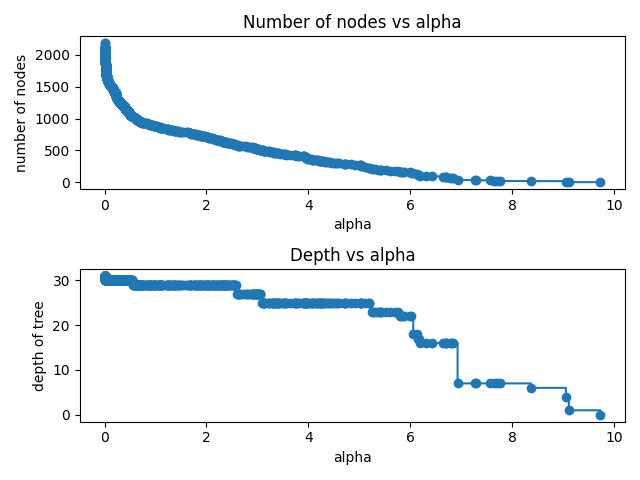 Number of nodes vs alpha
number of nodes
2000
1500
1000
500
0
0 2 4 6 8 10
alpha
Depth vs alpha
depth of tree
30
20
10
0
0 2 4 6 8 10
alpha